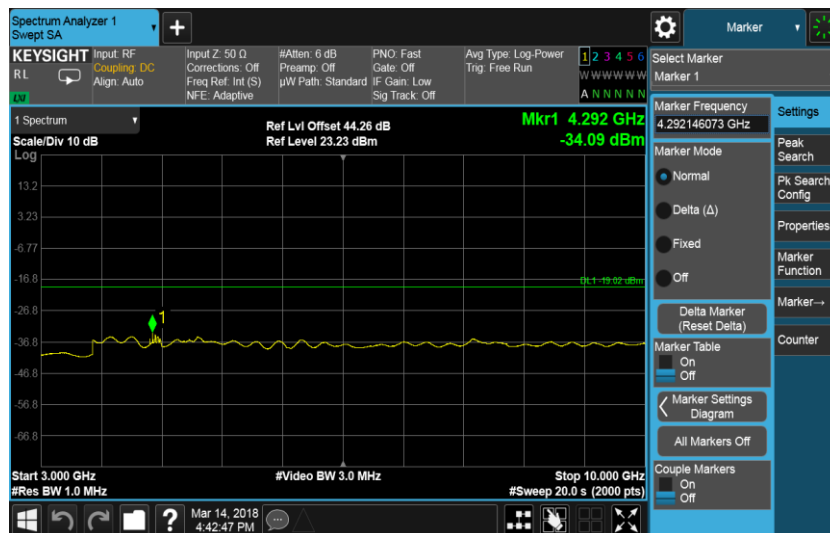 Spectrum Analyzer 1
Swept SA
+
Marker
KEYSIGHT
RL
LXI
Input: RF
Coupling: DC
Align: Auto
Input Z: 50 Ω
Corrections: Off
Freq Ref: Int (S)
NFE: Adaptive
#Atten: 6 dB
Preamp: Off
µW Path: Standard
PNO: Fast
Gate: Off
IF Gain: Low
Sig Track: Off
Avg Type: Log-Power
Trig: Free Run
1 2 3 4 5 6
W W W W W W
A N N N N N
Select Marker
Marker 1
1 Spectrum
Scale/Div 10 dB
Log
Ref Lvl Offset 44.26 dB
Ref Level 23.23 dBm
Mkr1 4.292 GHz
-34.09 dBm
13.2
3.23
-6.77
-16.8
-26.8
-36.8
-46.8
-56.8
-66.8
DL1 -19.02 dBm
1
Start 3.000 GHz
#Res BW 1.0 MHz
#Video BW 3.0 MHz
Stop 10.000 GHz
#Sweep 20.0 s (2000 pts)
Marker Frequency
4.292146073 GHz
Marker Mode
Normal
Delta (Δ)
Fixed
Off
Delta Marker
(Reset Delta)
Marker Table
On
Off
Marker Settings
Diagram
All Markers Off
Couple Markers
On
Off
Settings
Peak
Search
Pk Search
Config
Properties
Marker
Function
Marker→
Counter
?
Mar 14, 2018
4:42:47 PM